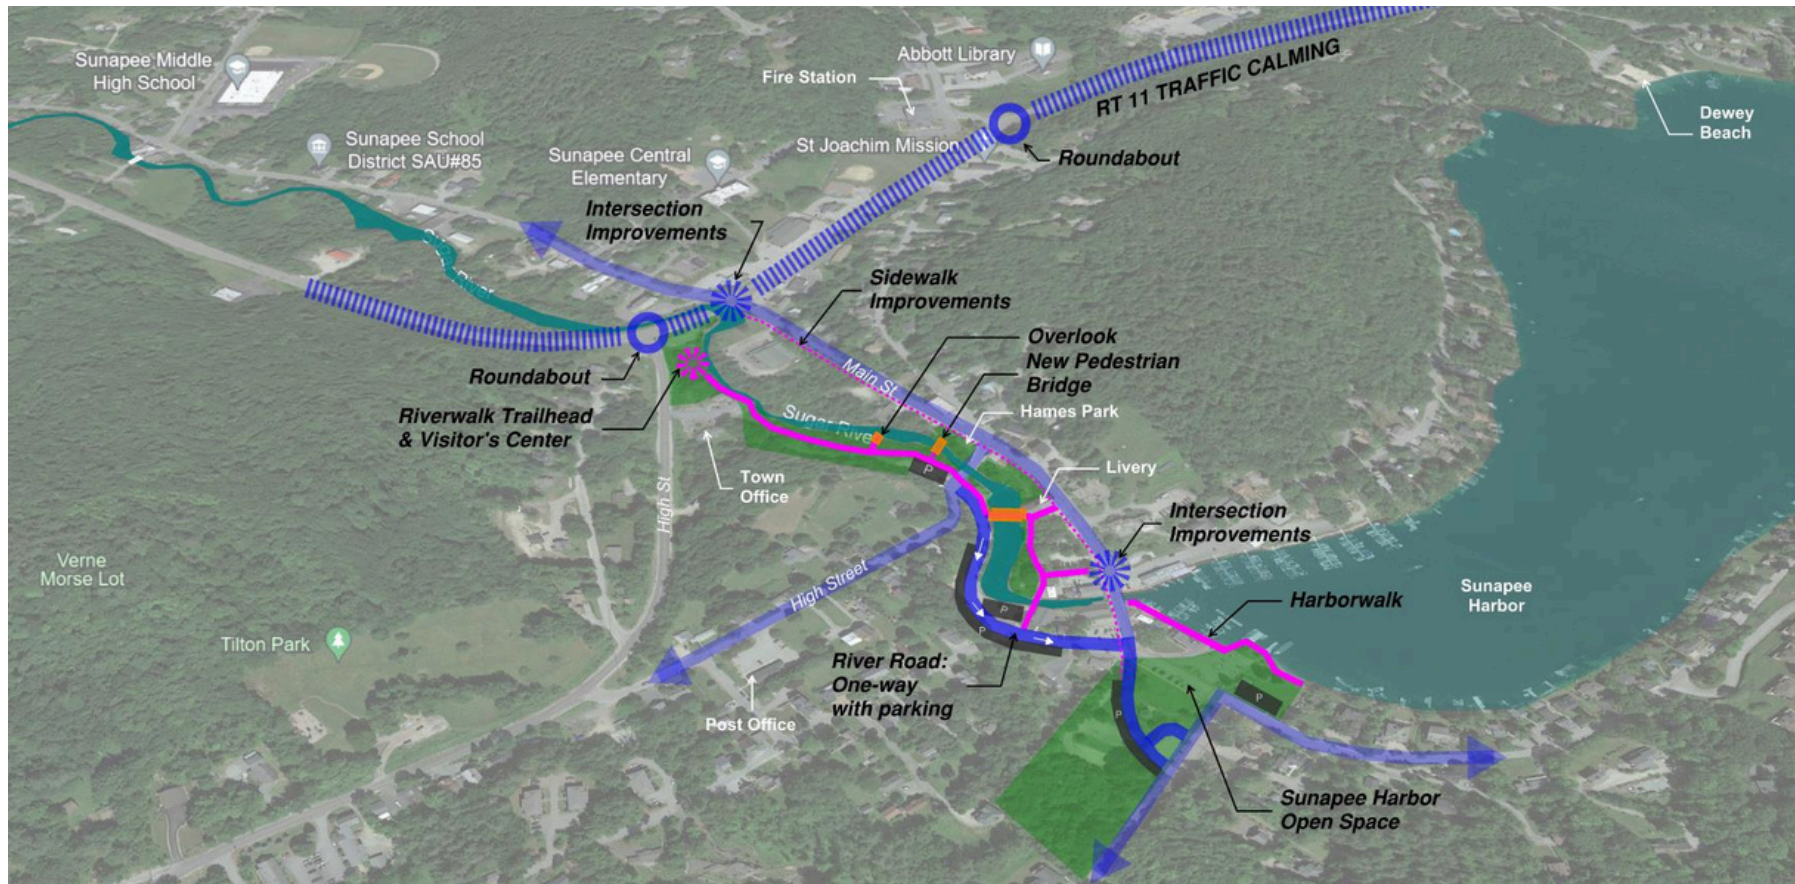 Sunapee Middle
High School
Abbott Library
Fire Station
RT 11 TRAFFIC CALMING
Dewey
Beach
Sunapee School
District SAU#85
Sunapee Central
Elementary
St Joachim Mission
Roundabout
Intersection
Improvements
Sugar River
Sidewalk
Improvements
Overlook
New Pedestrian
Bridge
Main St
Roundabout
Riverwalk Trailhead
& Visitor's Center
Sugar River
Hames Park
P
Livery
Town
Office
High St
Intersection
Improvements
Verne
Morse Lot
High Street
Sunapee
Harbor
Harborwalk
P
P
Tilton Park
River Road:
One-way
with parking
P
P
Post Office
Sunapee Harbor
Open Space